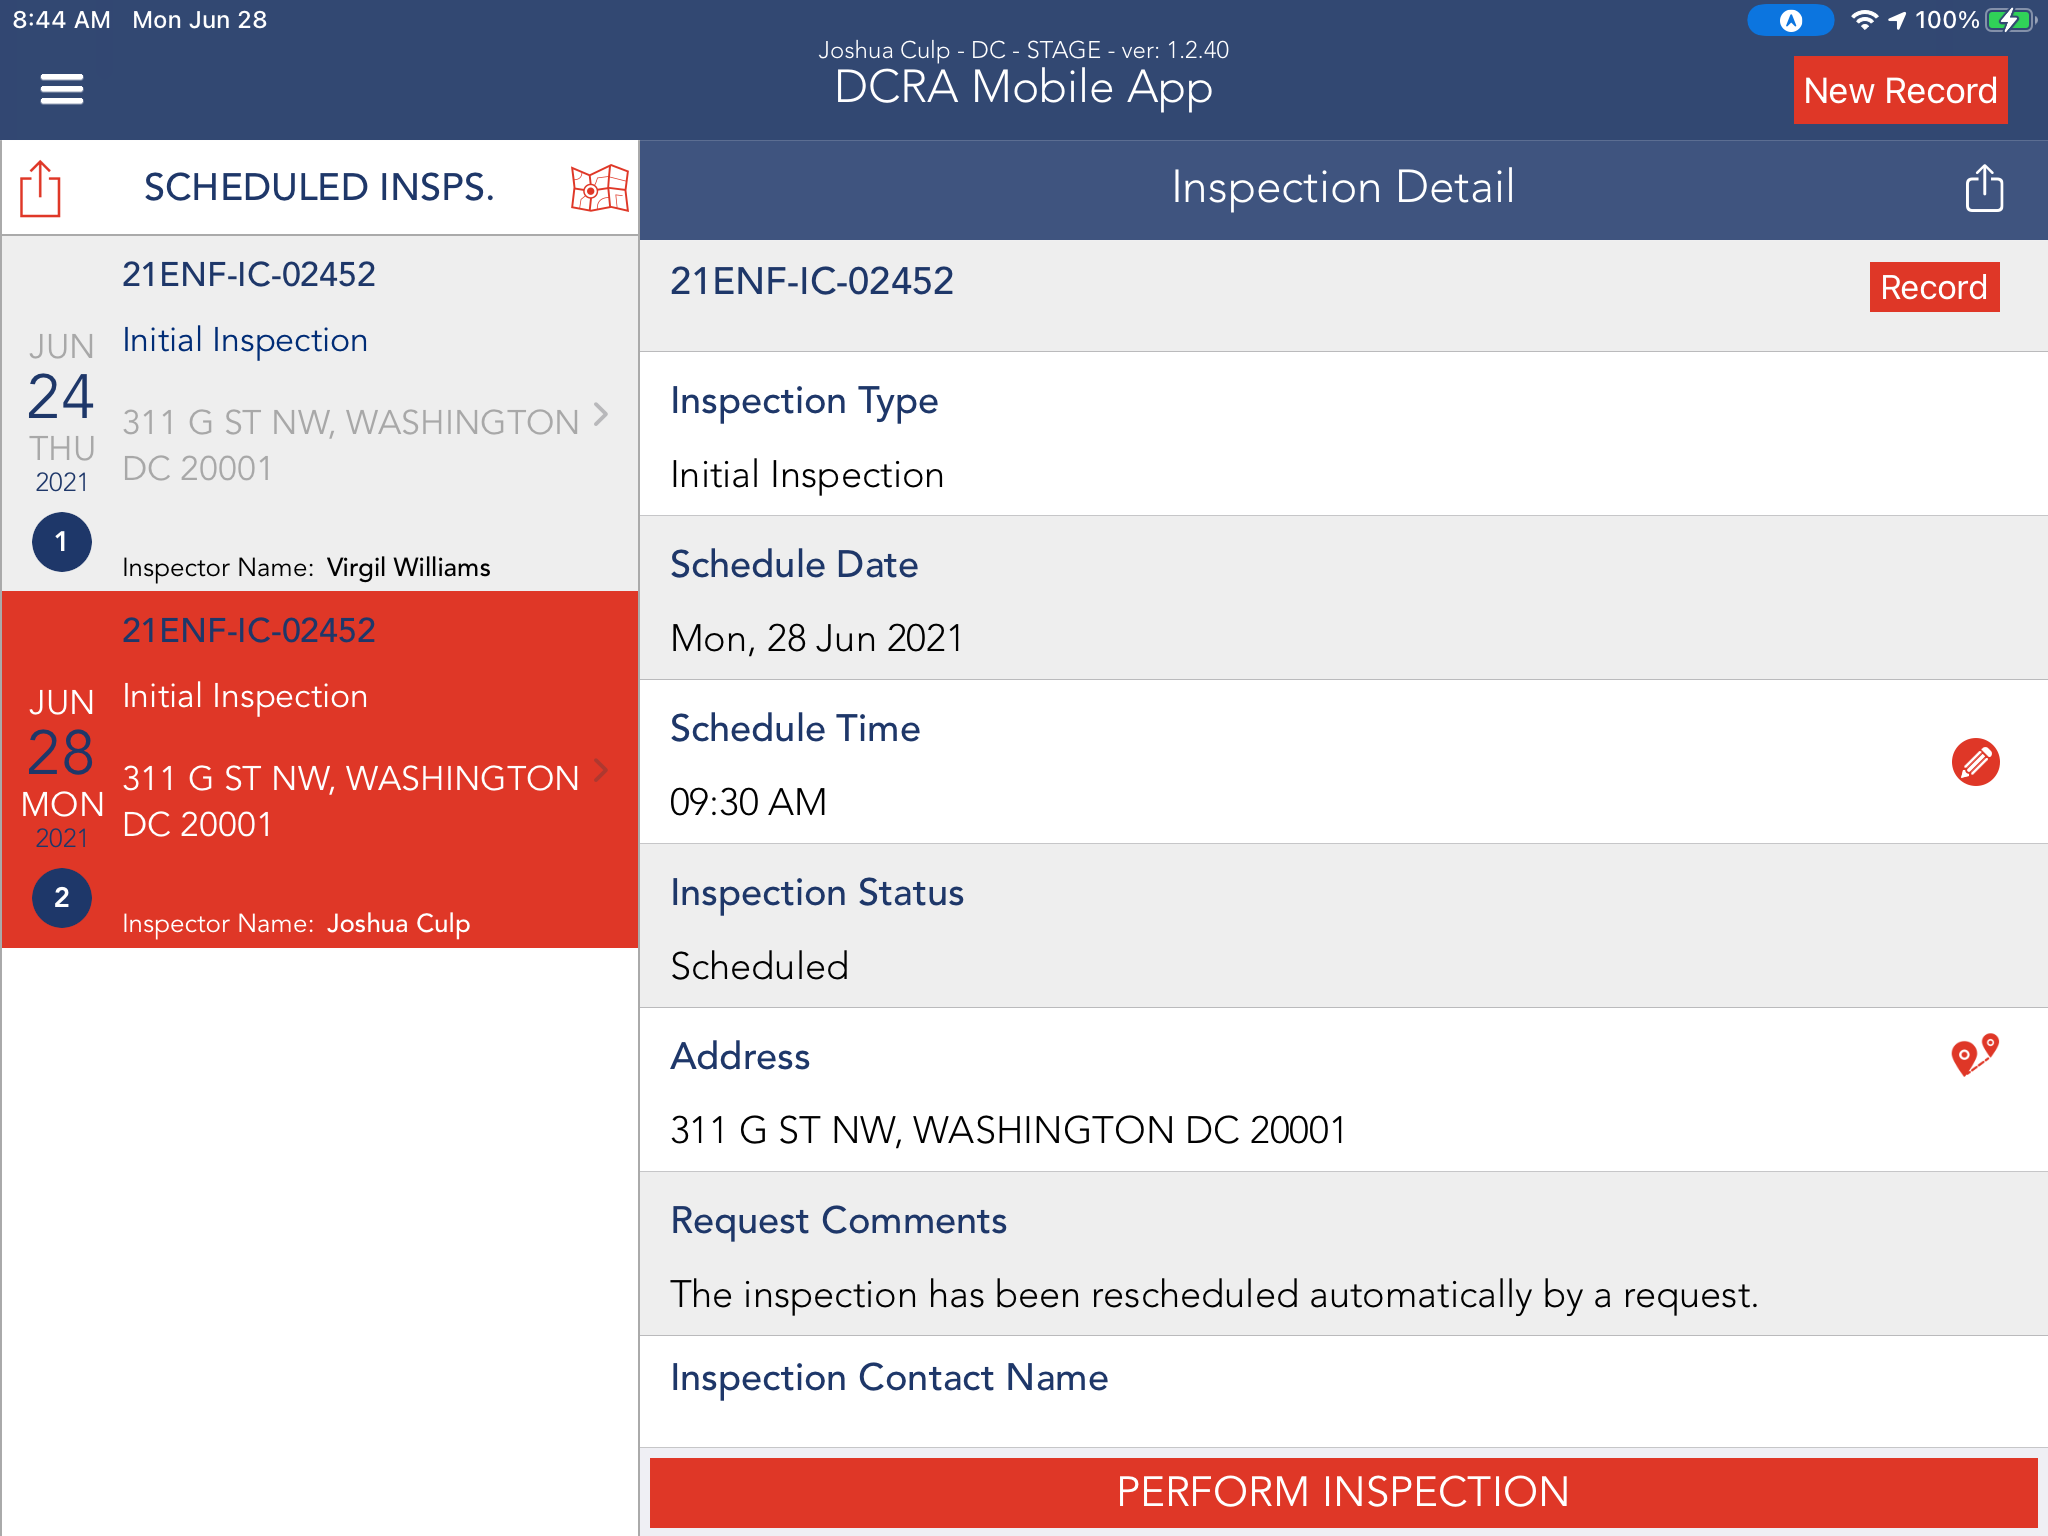 8:44 AM Mon Jun 28
100%
Joshua Culp - DC - STAGE - ver: 1.2.40
DCRA Mobile App
New Record
SCHEDULED INSPS.
21ENF-IC-02452
Initial Inspection
JUN
24
THU
2021
311 G ST NW, WASHINGTON
DC 20001
1
Inspector Name: Virgil Williams
21ENF-IC-02452
Initial Inspection
JUN
28
MON
2021
311 G ST NW, WASHINGTON
DC 20001
2
Inspector Name: Joshua Culp
Inspection Detail
21ENF-IC-02452
Record
Inspection Type
Initial Inspection
Schedule Date
Mon, 28 Jun 2021
Schedule Time
09:30 AM
Inspection Status
Scheduled
Address
311 G ST NW, WASHINGTON DC 20001
Request Comments
The inspection has been rescheduled automatically by a request.
Inspection Contact Name
PERFORM INSPECTION